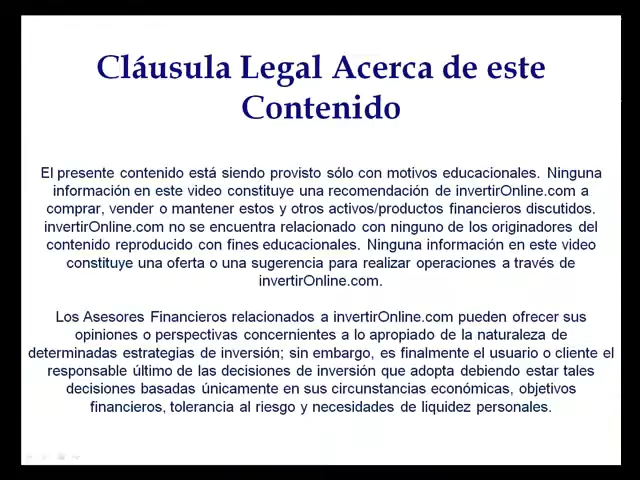 Cláusula Legal Acerca de este
Contenido
El presente contenido está siendo provisto sólo con motivos educacionales. Ninguna
información en este video constituye una recomendación de invertirOnline.com a
comprar, vender o mantener estos y otros activos/productos financieros discutidos.
invertirOnline.com no se encuentra relacionado con ninguno de los originadores del
contenido reproducido con fines educacionales. Ninguna información en este video
constituye una oferta o una sugerencia para realizar operaciones a través de
invertirOnline.com.
Los Asesores Financieros relacionados a invertirOnline.com pueden ofrecer sus
opiniones o perspectivas concernientes a lo apropiado de la naturaleza de
determinadas estrategias de inversión; sin embargo, es finalmente el usuario o cliente el
responsable último de las decisiones de inversión que adopta debiendo estar tales
decisiones basadas únicamente en sus circunstancias económicas, objetivos
financieros, tolerancia al riesgo y necesidades de liquidez personales.